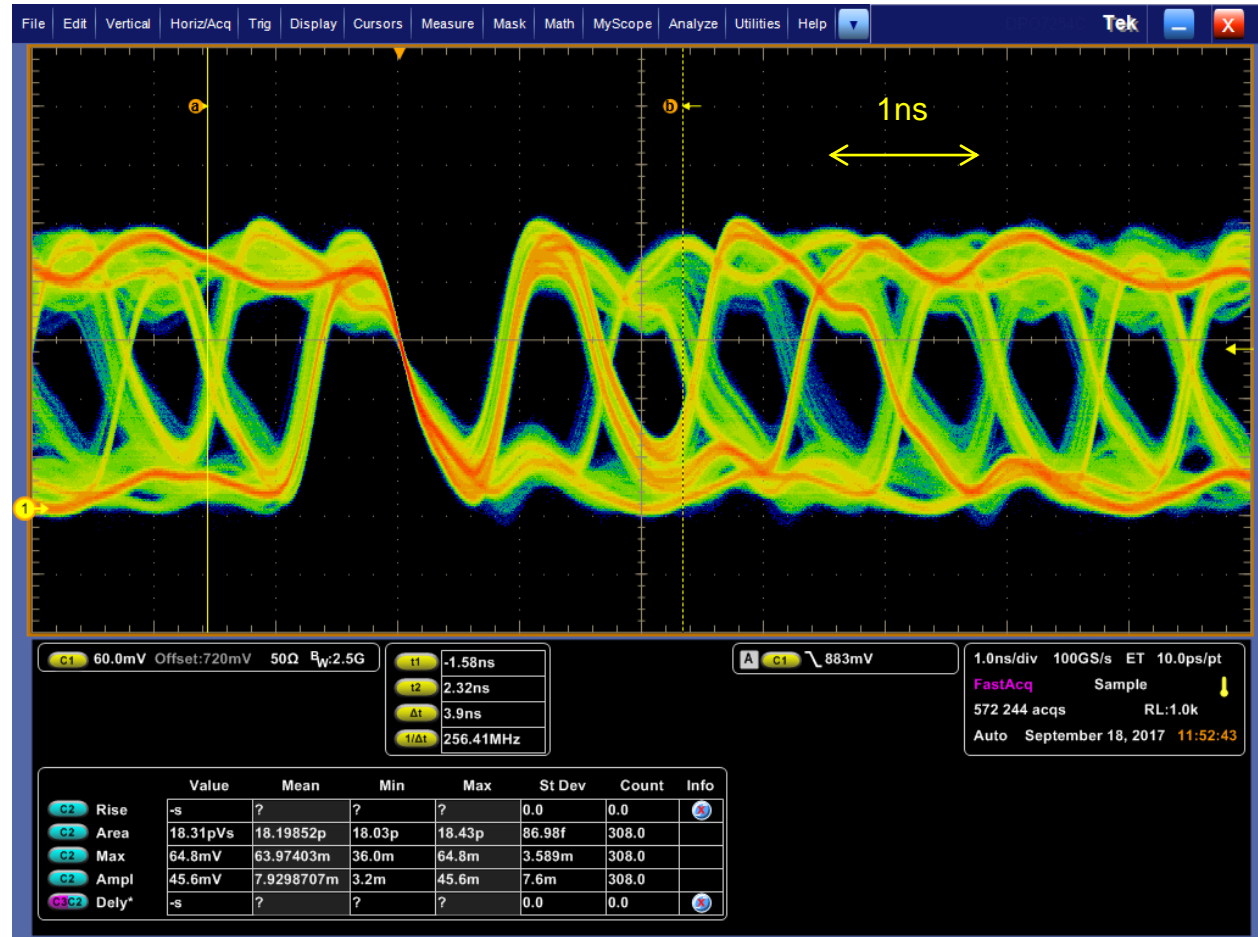 File Edit Vertical Horiz/Acq Trig Display Cursors Measure Mask Math MyScope Analyze Utilities Help Tek X
a b 1ns
1
C1 60.0mV Offset:720mV 50Ω BW:2.5G
t1 -1.58ns
t2 2.32ns
Δt 3.9ns
1/Δt 256.41MHz
A C1 883mV
1.0ns/div 100GS/s ET 10.0ps/pt
FastAcq Sample
572 244 acqs RL:1.0k
Auto September 18, 2017 11:52:43
Value Mean Min Max St Dev Count Info
C2 Rise -s ? ? ? 0.0 0.0
C2 Area 18.31pVs 18.19852p 18.03p 18.43p 86.98f 308.0
C2 Max 64.8mV 63.97403m 36.0m 64.8m 3.589m 308.0
C2 Ampl 45.6mV 7.9298707m 3.2m 45.6m 7.6m 308.0
C3C2 Dely* -s ? ? ? 0.0 0.0